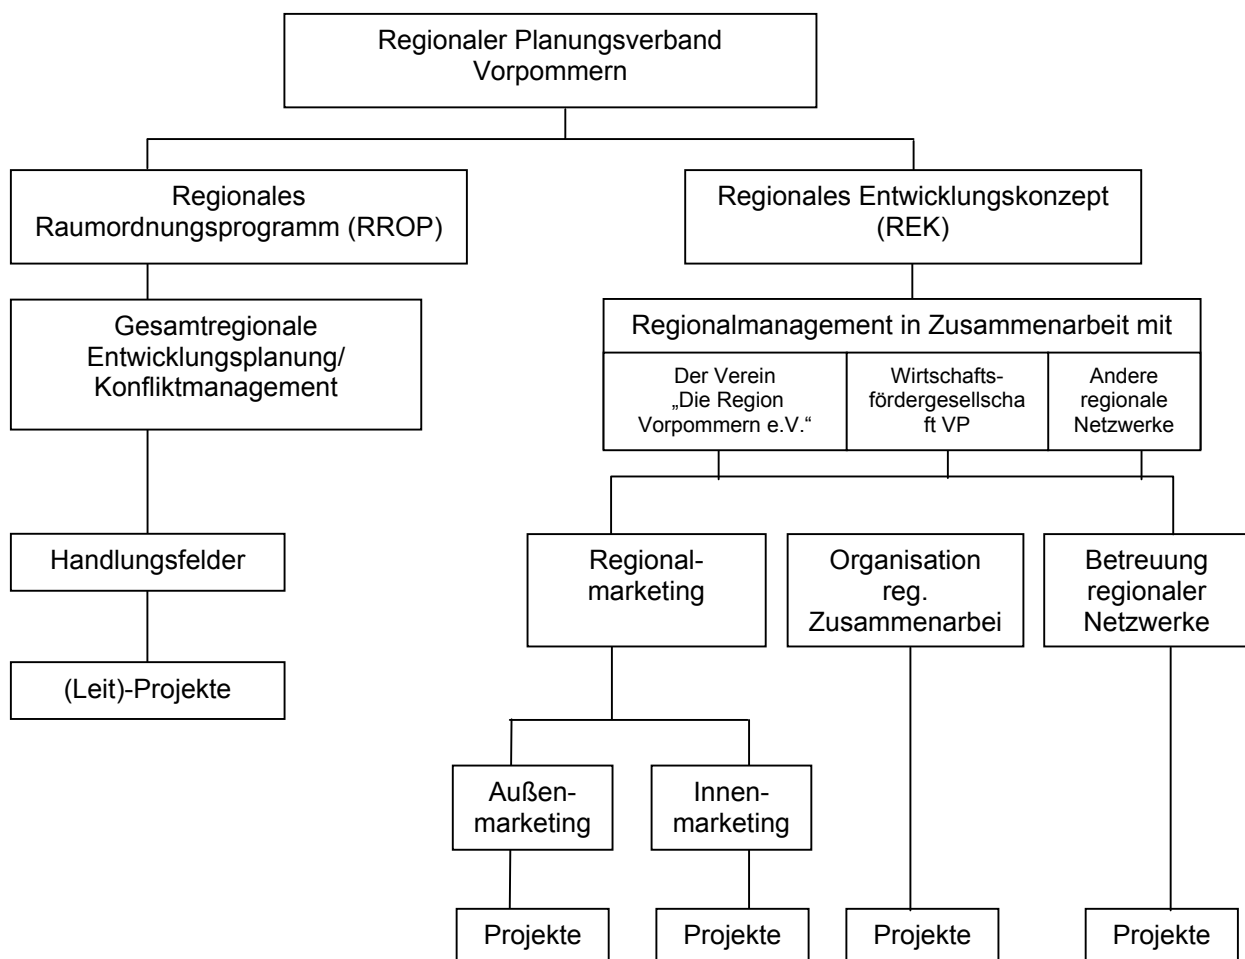 Regionaler Planungsverband
Vorpommern
Regionales
Raumordnungsprogramm (RROP)
Regionales Entwicklungskonzept
(REK)
Gesamtregionale
Entwicklungsplanung/
Konfliktmanagement
Regionalmanagement in Zusammenarbeit mit
Der Verein
„Die Region
Vorpommern e.V.“
Wirtschafts-
fördergesellscha
ft VP
Andere
regionale
Netzwerke
Handlungsfelder
(Leit)-Projekte
Regional-
marketing
Organisation
reg.
Zusammenarbei
Betreuung
regionaler
Netzwerke
Außen-
marketing
Innen-
marketing
Projekte
Projekte
Projekte
Projekte